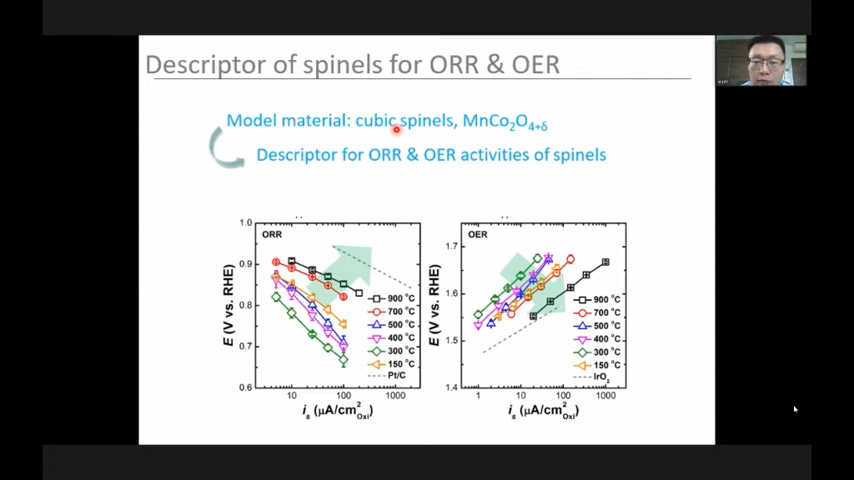 Descriptor of spinels for ORR & OER
Model material: cubic spinels, MnCo₂O₄₊δ
Descriptor for ORR & OER activities of spinels
1.0
0.9
0.8
0.7
0.6
E (V vs. RHE)
ORR
900 °C
700 °C
500 °C
400 °C
300 °C
150 °C
Pt/C
10
100
1000
iₛ (μA/cm²Oxi)
1.7
1.6
1.5
1.4
E (V vs. RHE)
OER
900 °C
700 °C
500 °C
400 °C
300 °C
150 °C
IrO₂
1
10
100
1000
iₛ (μA/cm²Oxi)